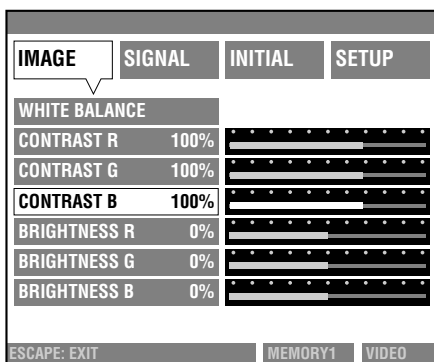 IMAGE SIGNAL INITIAL SETUP
WHITE BALANCE
CONTRAST R 100%
CONTRAST G 100%
CONTRAST B 100%
BRIGHTNESS R 0%
BRIGHTNESS G 0%
BRIGHTNESS B 0%
ESCAPE: EXIT MEMORY1 VIDEO